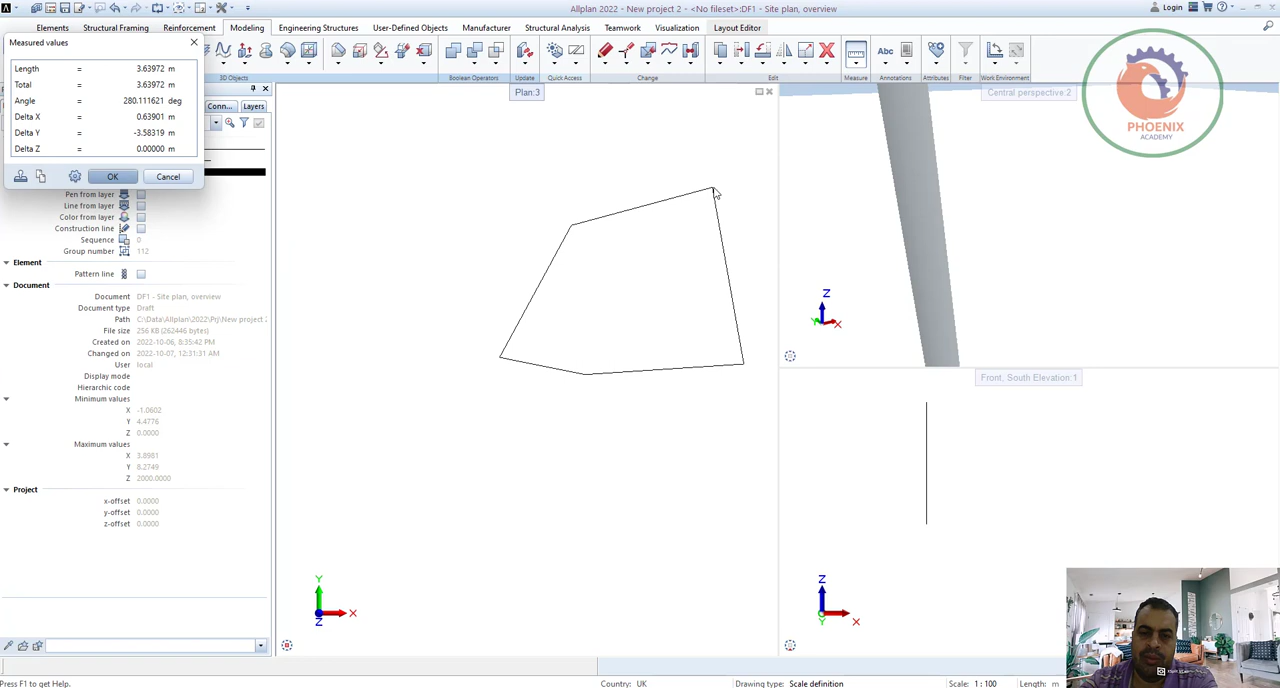 Allplan 2022 - New project 2 - <No fileset>:DF1 - Site plan, overview
Login
Elements
Structural Framing
Reinforcement
Modeling
Engineering Structures
User-Defined Objects
Manufacturer
Structural Analysis
Teamwork
Visualization
Layout Editor
Measured values
Length = 3.63972 m
Total = 3.63972 m
Angle = 280.111621 deg
Delta X = 0.63901 m
Delta Y = -3.58319 m
Delta Z = 0.00000 m
OK
Cancel
Abc
3D Objects
Boolean Operators
Update
Quick Access
Change
Edit
Measure
Annotations
Attributes
Filter
Work Environment
Conn...
Layers
Pen from layer
Line from layer
Color from layer
Construction line
Sequence 0
Group number 112
Element
Pattern line
Document
Document DF1 - Site plan, overview
Document type Draft
Path C:\Data\Allplan\2022\Prj\New project 2
File size 256 KB (262446 bytes)
Created on 2022-10-06, 8:35:42 PM
Changed on 2022-10-07, 12:31:31 AM
User local
Display mode
Hierarchic code
Minimum values
X -1.0602
Y 4.4776
Z 0.0000
Maximum values
X 3.8981
Y 8.2749
Z 2000.0000
Project
x-offset 0.0000
y-offset 0.0000
z-offset 0.0000
Plan:3
Y
X
Z
Central perspective:2
Z
Y
X
Front, South Elevation:1
Z
X
Y
PHOENIX
ACADEMY
Press F1 to get Help.
Country: UK
Drawing type: Scale definition
Scale: 1 : 100
Length: m